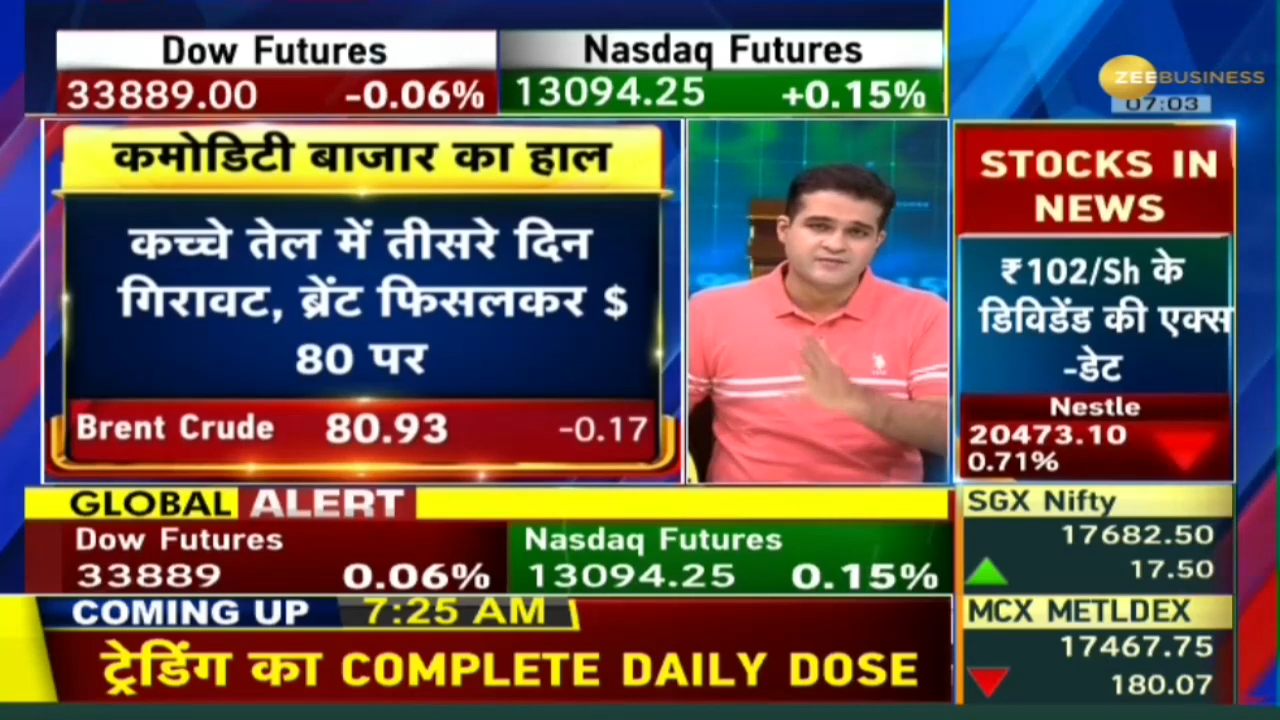 Dow Futures
33889.00 -0.06%
Nasdaq Futures
13094.25 +0.15%
ZEEBUSINESS
07:03
कमोडिटी बाजार का हाल
कच्चे तेल में तीसरे दिन
गिरावट, ब्रेंट फिसलकर $
80 पर
Brent Crude 80.93 -0.17
STOCKS IN
NEWS
₹102/Sh के
डिविडेंड की एक्स
-डेट
Nestle
20473.10
0.71%
GLOBAL ALERT
Dow Futures
33889 0.06%
Nasdaq Futures
13094.25 0.15%
SGX Nifty
17682.50
17.50
COMING UP 7:25 AM
ट्रेडिंग का COMPLETE DAILY DOSE
MCX METLDEX
17467.75
180.07